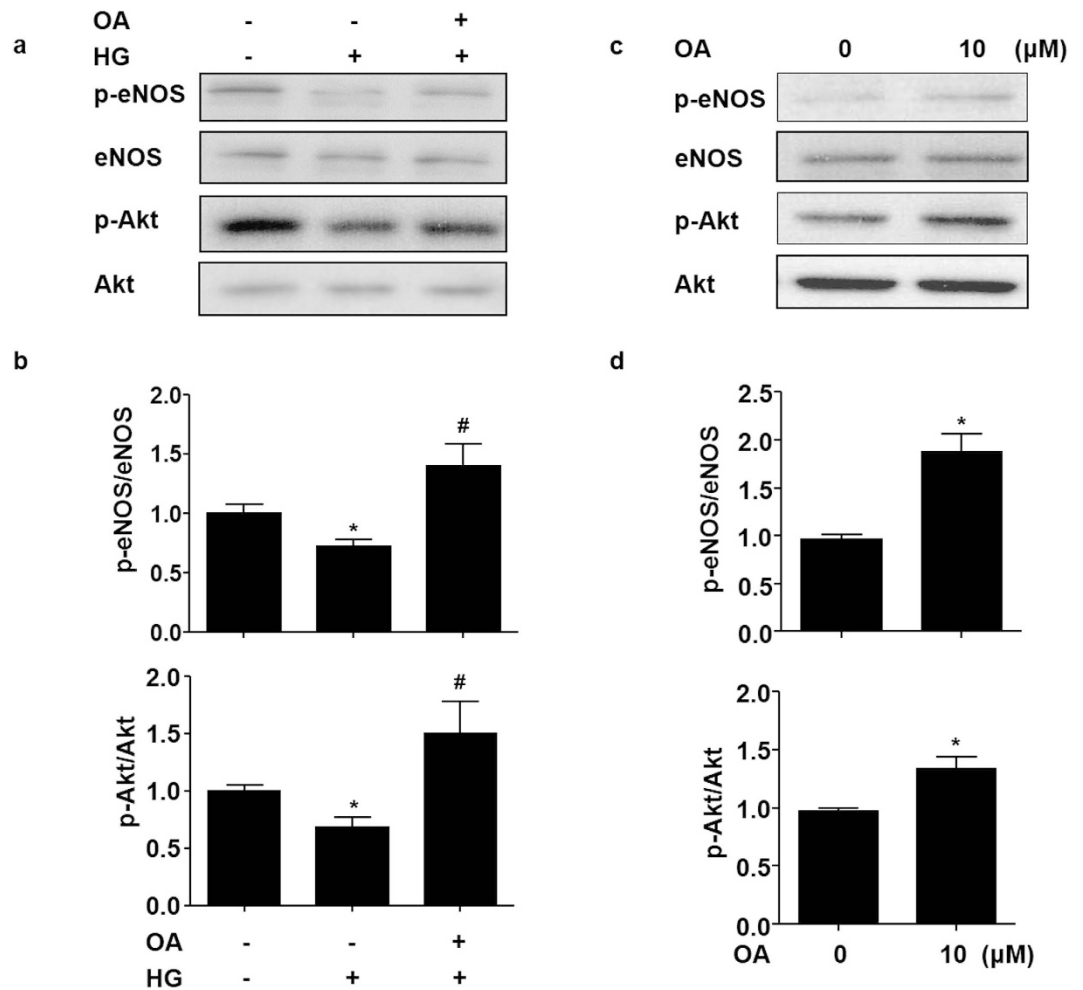 a
OA - - +
HG - + +
p-eNOS
eNOS
p-Akt
Akt
c
OA 0 10 (µM)
p-eNOS
eNOS
p-Akt
Akt
b
p-eNOS/eNOS
2.0
1.5
1.0
0.5
0.0
*
#
p-Akt/Akt
2.0
1.5
1.0
0.5
0.0
*
#
OA - - +
HG - + +
d
p-eNOS/eNOS
2.5
2.0
1.5
1.0
0.5
0.0
*
p-Akt/Akt
2.0
1.5
1.0
0.5
0.0
*
OA 0 10 (µM)